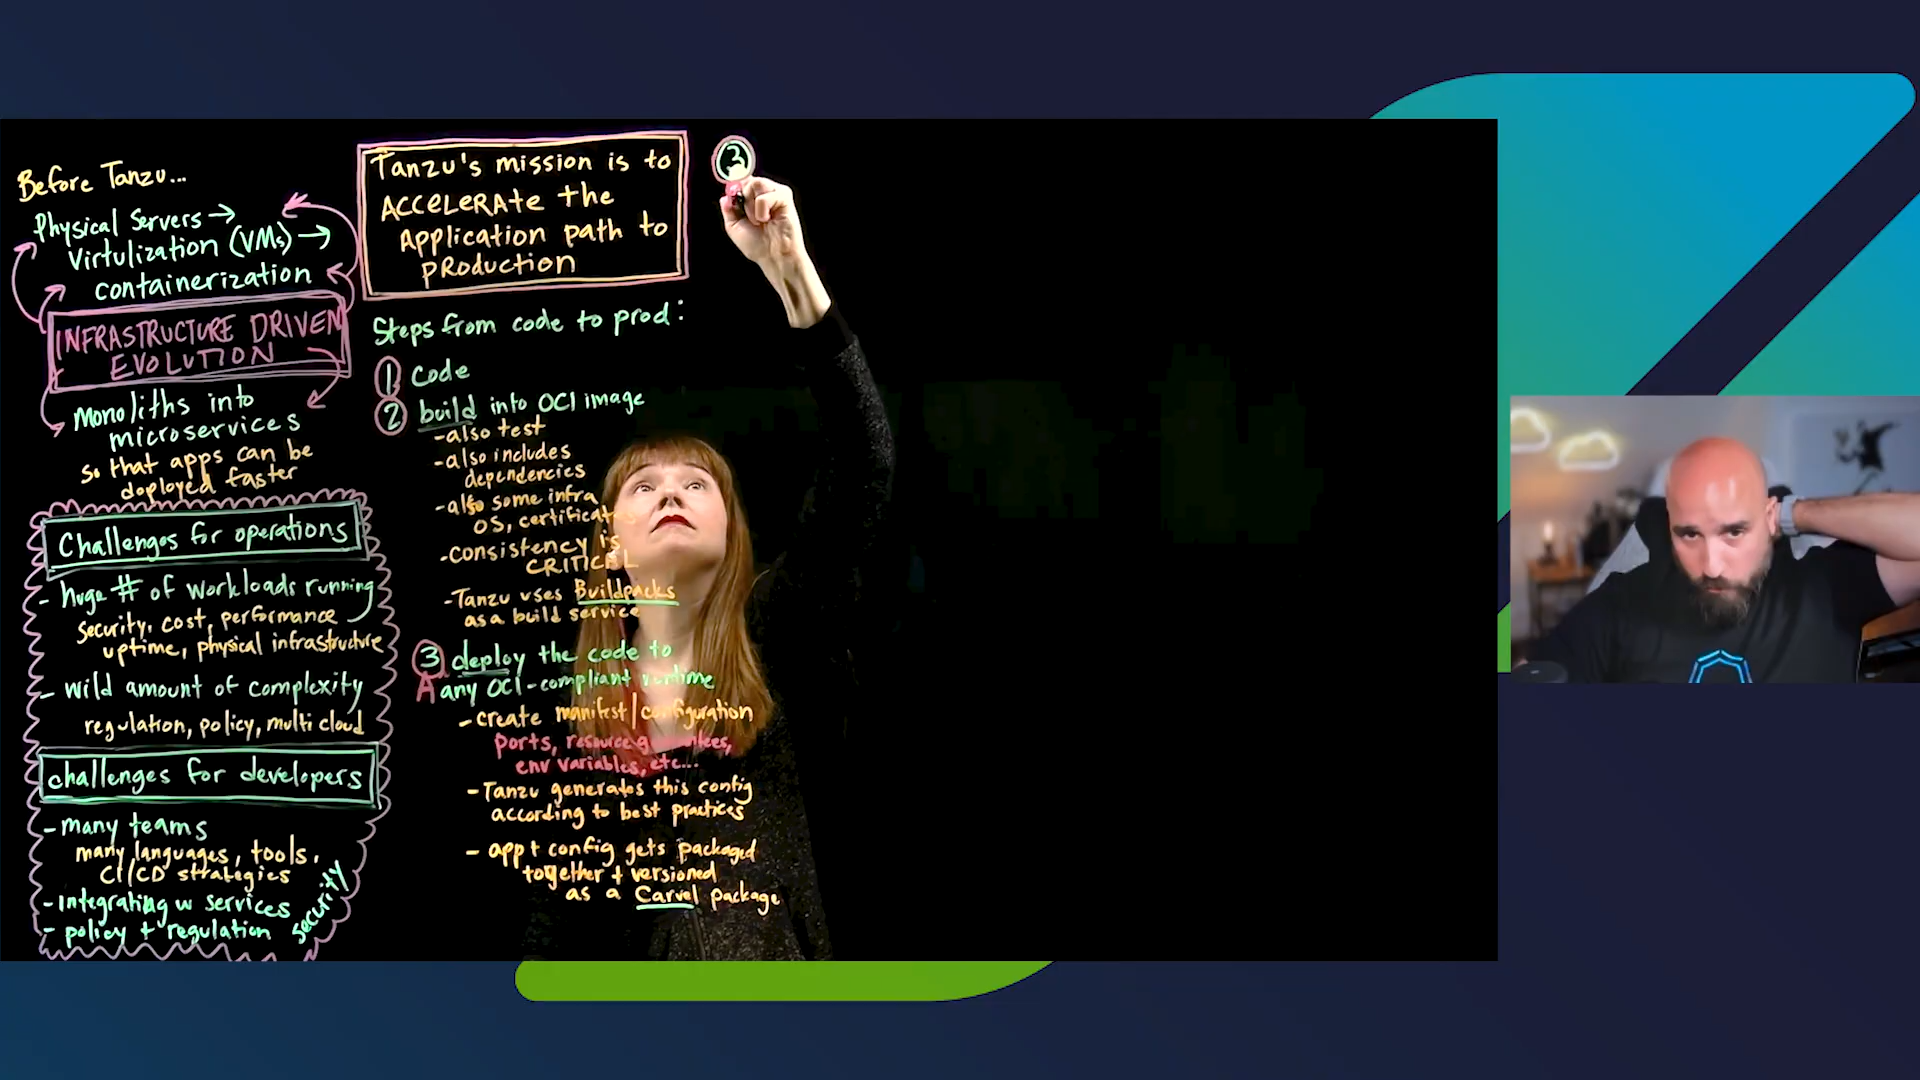 Before Tanzu...
Physical Servers →
Virtulization (VMs) →
containerization
INFRASTRUCTURE DRIVEN
EVOLUTION
Monoliths into
microservices
so that apps can be
doployed faster
Challenges for operations
- huge # of workloads running
security, cost, performance
uptime, physical infrastructure
- wild amount of complexity
regulation, policy, multi cloud
challenges for developers
- many teams
many languages, tools,
CI/CD strategies
- integrating w services
- policy + regulation
security
Tanzu's mission is to
ACCELERAte the
Application path to
pRoduction
Steps from code to prod:
1 Code
2 build into OCI image
- also test
- also includes
dependencies
- also some infra
OS,
- consistency is
CRITICAL
- Tanzu uses Buildpacks
as a build service
3 deploy the code to
A any OCI-compliant runtime
- create manifest/configuration
ports, resource
env variables, etc...
- Tanzu generates this config
according to best practices
- app + config gets packaged
together + versioned
as a Carvel package
3